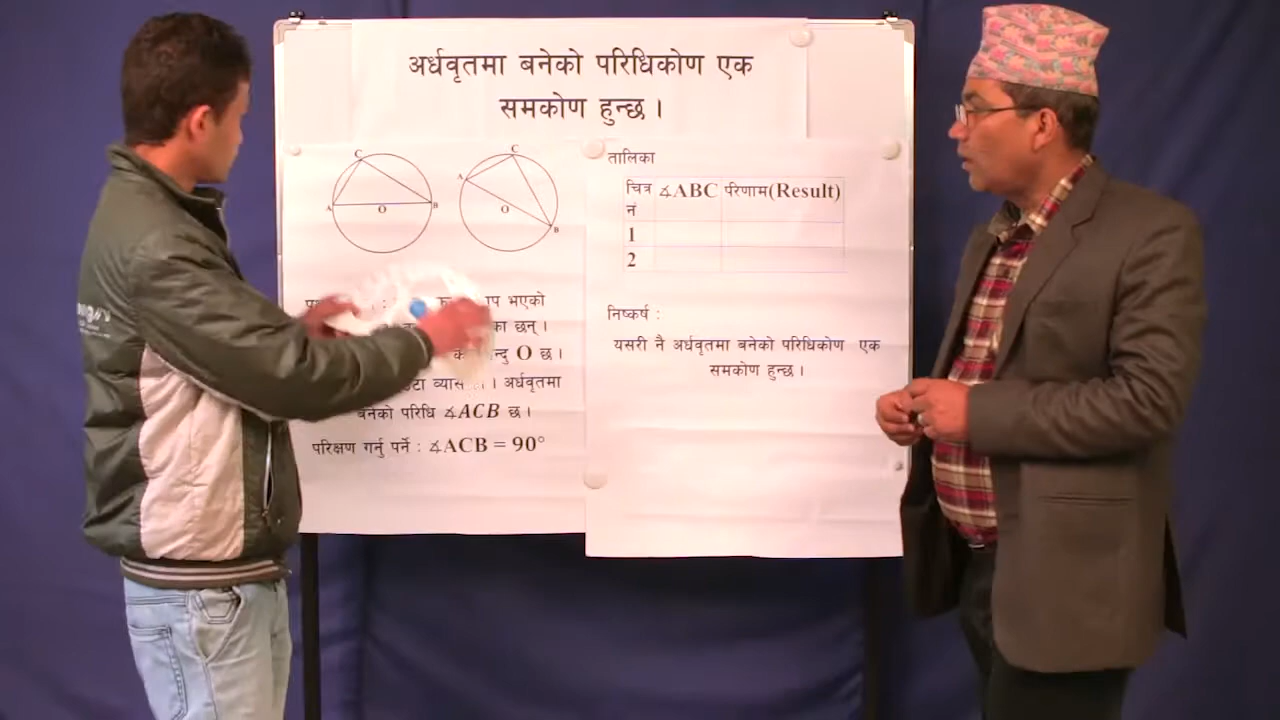 अर्धवृतमा बनेको परिधिकोण एक
समकोण हुन्छ ।
C
A
O
B
C
A
O
B
भएको
छन् ।
O छ ।
व्यास । अर्धवृतमा
बनेको परिधि ∡ACB छ ।
परिक्षण गर्नु पर्ने : ∡ACB = 90°
तालिका
चित्र नं ∡ABC परिणाम(Result)
1
2
निष्कर्ष :
यसरी नै अर्धवृतमा बनेको परिधिकोण एक
समकोण हुन्छ ।